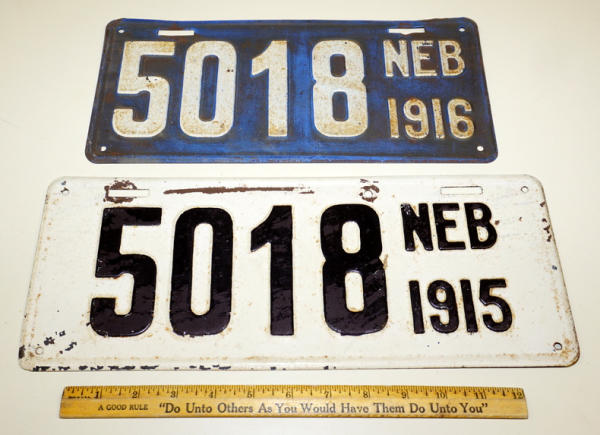 5018 NEB
1916
5018 NEB
1915
1 2 3 4 5 6 7 8 9 10 11 12
A GOOD RULE "Do Unto Others As You Would Have Them Do Unto You"